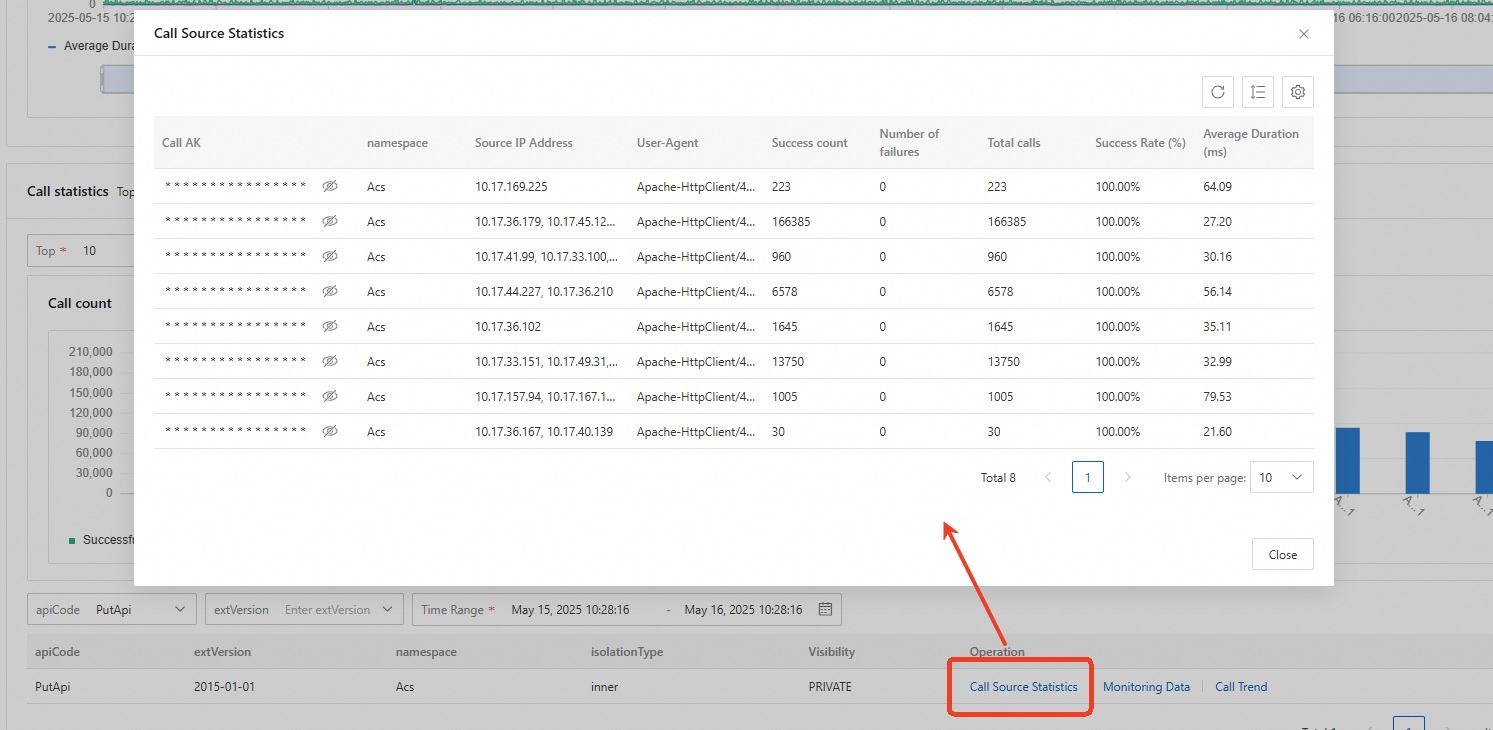 0
2025-05-15 10:2
16 06:16:00 2025-05-16 08:04:
Average Dura
Call Source Statistics
Call AK namespace Source IP Address User-Agent Success count Number of failures Total calls Success Rate (%) Average Duration (ms)
**************** Acs 10.17.169.225 Apache-HttpClient/4... 223 0 223 100.00% 64.09
**************** Acs 10.17.36.179, 10.17.45.12... Apache-HttpClient/4... 166385 0 166385 100.00% 27.20
**************** Acs 10.17.41.99, 10.17.33.100,... Apache-HttpClient/4... 960 0 960 100.00% 30.16
**************** Acs 10.17.44.227, 10.17.36.210 Apache-HttpClient/4... 6578 0 6578 100.00% 56.14
**************** Acs 10.17.36.102 Apache-HttpClient/4... 1645 0 1645 100.00% 35.11
**************** Acs 10.17.33.151, 10.17.49.31,... Apache-HttpClient/4... 13750 0 13750 100.00% 32.99
**************** Acs 10.17.157.94, 10.17.167.1... Apache-HttpClient/4... 1005 0 1005 100.00% 79.53
**************** Acs 10.17.36.167, 10.17.40.139 Apache-HttpClient/4... 30 0 30 100.00% 21.60
Total 8 1 Items per page: 10
Close
Call statistics Top
Top * 10
Call count
210,000
180,000
150,000
120,000
90,000
60,000
30,000
0
A...1 A...1 A...1
Successfu
apiCode PutApi extVersion Enter extVersion Time Range * May 15, 2025 10:28:16 - May 16, 2025 10:28:16
apiCode extVersion namespace isolationType Visibility Operation
PutApi 2015-01-01 Acs inner PRIVATE Call Source Statistics Monitoring Data Call Trend